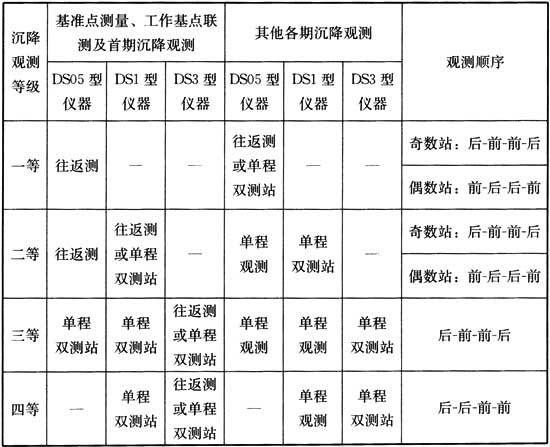 沉降
观测
等级
基准点测量、工作基点联
测及首期沉降观测
其他各期沉降观测
观测顺序
DS05 型
仪器
DS1 型
仪器
DS3 型
仪器
DS05 型
仪器
DS1 型
仪器
DS3 型
仪器
一等
往返测
—
—
往返测
或单程
双测站
—
—
奇数站：后-前-前-后
偶数站：前-后-后-前
二等
往返测
往返测
或单程
双测站
—
单程
观测
单程
双测站
—
奇数站：后-前-前-后
偶数站：前-后-后-前
三等
单程
双测站
单程
双测站
往返测
或单程
双测站
单程
观测
单程
观测
单程
双测站
后-前-前-后
四等
—
单程
双测站
往返测
或单程
双测站
—
单程
观测
单程
双测站
后-后-前-前